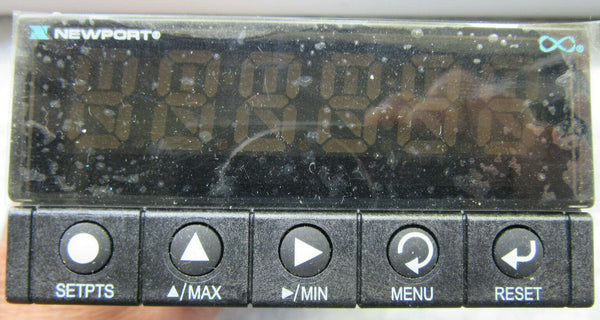 NEWPORT®
®
SETPTS
▲/MAX
▶/MIN
MENU
RESET